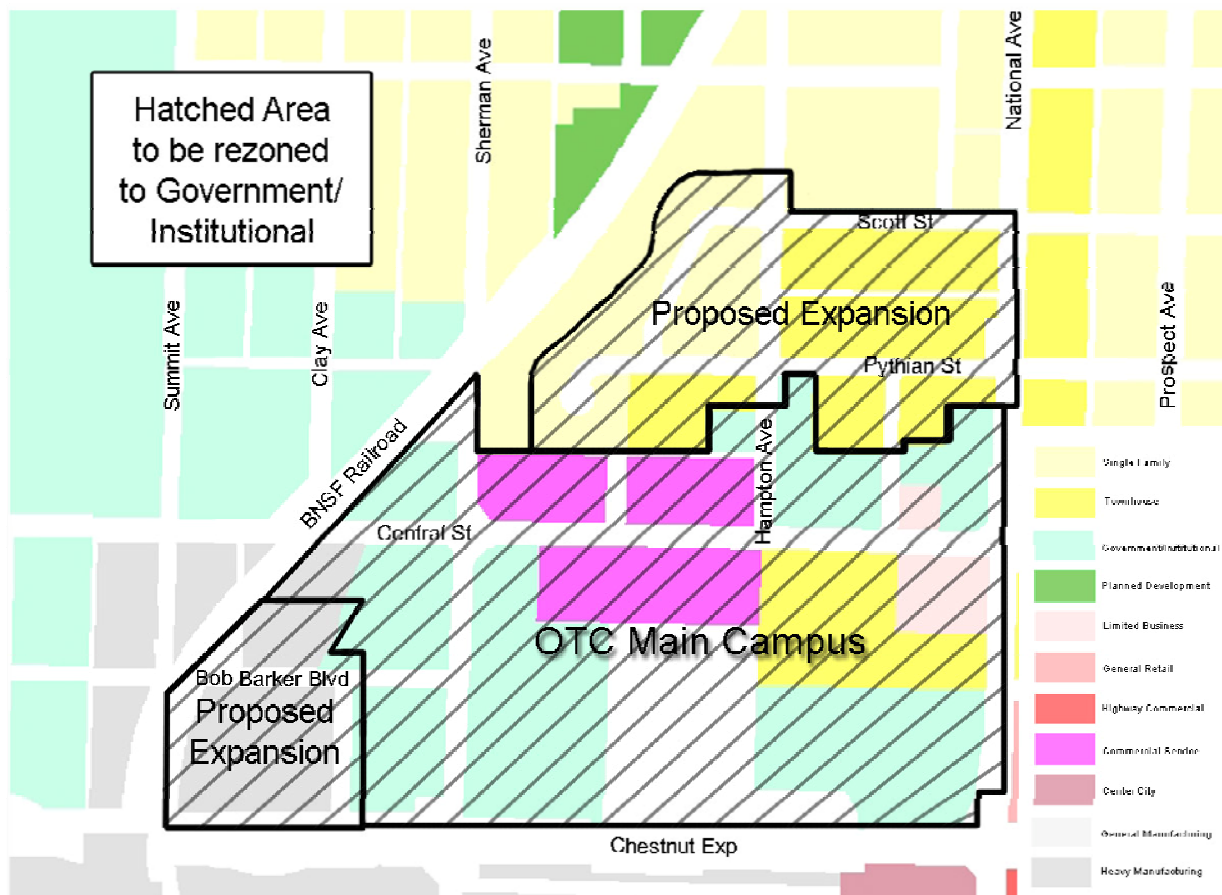 Hatched Area
to be rezoned
to Government/
Institutional
Sherman Ave
National Ave
Summit Ave
Clay Ave
Prospect Ave
Scott St
Proposed Expansion
Pythian St
BNSF Railroad
Hampton Ave
Central St
OTC Main Campus
Bob Barker Blvd
Proposed
Expansion
Chestnut Exp
Single Family
Townhouse
Government/Institutional
Planned Development
Limited Business
General Retail
Highway Commercial
Commercial Service
Center City
General Manufacturing
Heavy Manufacturing